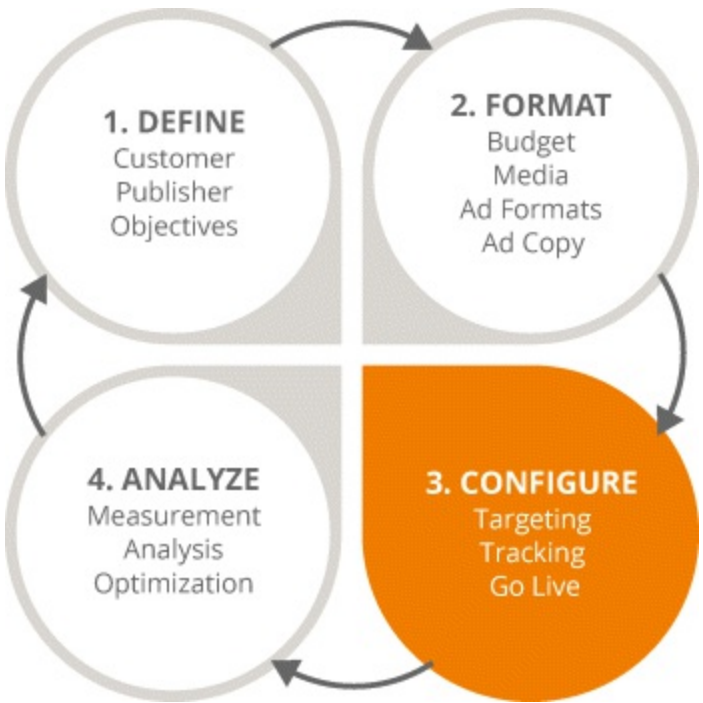 1. DEFINE
Customer
Publisher
Objectives
2. FORMAT
Budget
Media
Ad Formats
Ad Copy
3. CONFIGURE
Targeting
Tracking
Go Live
4. ANALYZE
Measurement
Analysis
Optimization